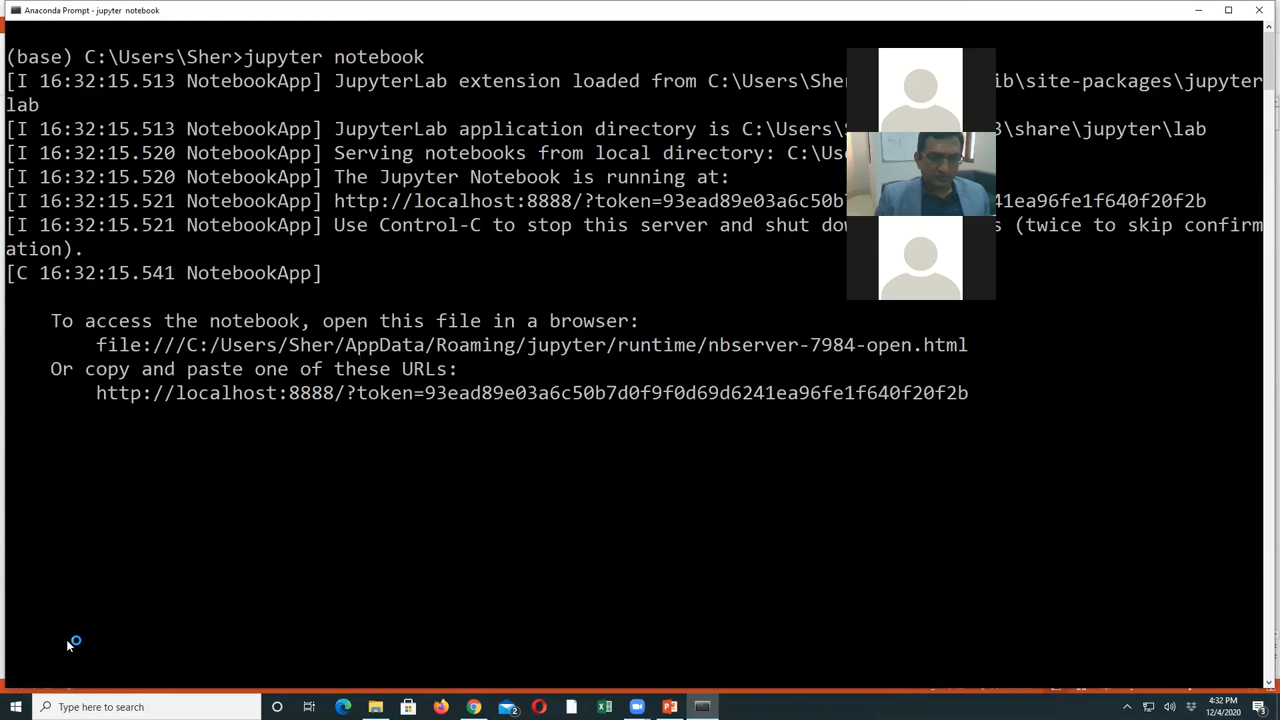 Anaconda Prompt - jupyter notebook
(base) C:\Users\Sher>jupyter notebook
[I 16:32:15.513 NotebookApp] JupyterLab extension loaded from C:\Users\She ib\site-packages\jupyter
lab
[I 16:32:15.513 NotebookApp] JupyterLab application directory is C:\Users\ 3\share\jupyter\lab
[I 16:32:15.520 NotebookApp] Serving notebooks from local directory: C:\Us
[I 16:32:15.520 NotebookApp] The Jupyter Notebook is running at:
[I 16:32:15.521 NotebookApp] http://localhost:8888/?token=93ead89e03a6c50b 41ea96fe1f640f20f2b
[I 16:32:15.521 NotebookApp] Use Control-C to stop this server and shut do s (twice to skip confirm
ation).
[C 16:32:15.541 NotebookApp]
To access the notebook, open this file in a browser:
file:///C:/Users/Sher/AppData/Roaming/jupyter/runtime/nbserver-7984-open.html
Or copy and paste one of these URLs:
http://localhost:8888/?token=93ead89e03a6c50b7d0f9f0d69d6241ea96fe1f640f20f2b
Type here to search
2
4:32 PM
12/4/2020
3